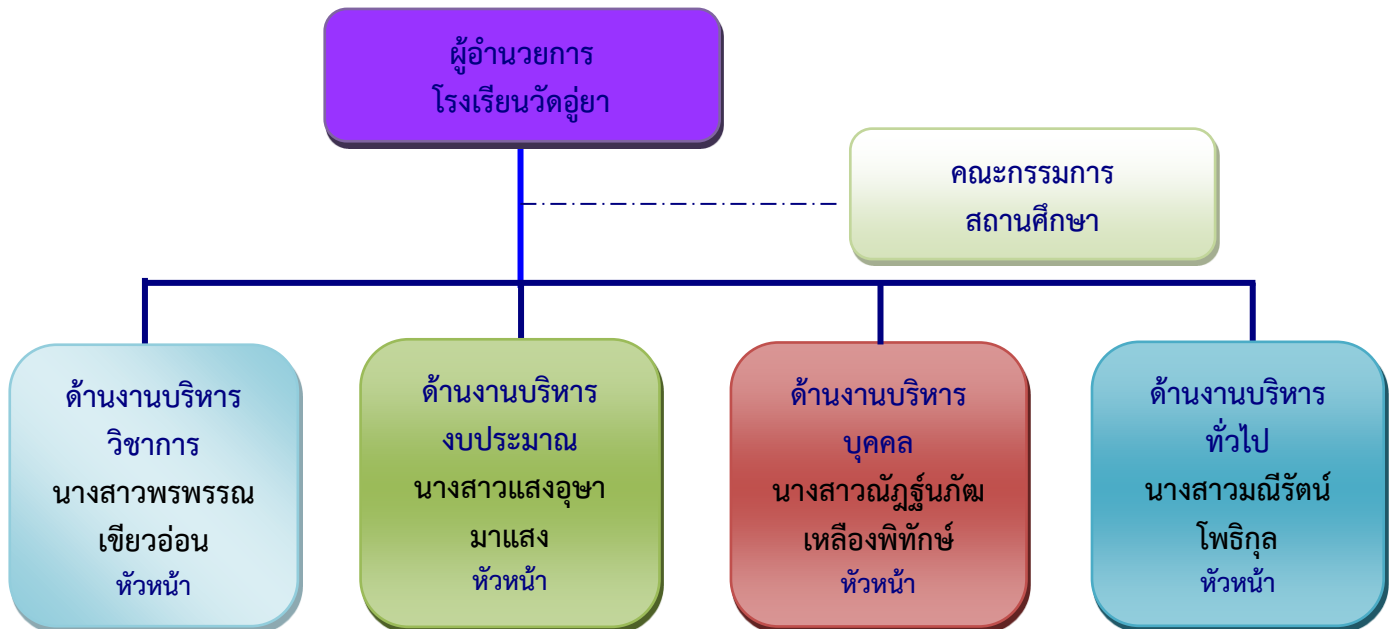 ผู้อำนวยการ
โรงเรียนวัดอู่ยา
คณะกรรมการ
สถานศึกษา
ด้านงานบริหาร
วิชาการ
นางสาวพรพรรณ
เขียวอ่อน
หัวหน้า
ด้านงานบริหาร
งบประมาณ
นางสาวแสงอุษา
มาแสง
หัวหน้า
ด้านงานบริหาร
บุคคล
นางสาวณัฎฐ์นภัฒ
เหลืองพิทักษ์
หัวหน้า
ด้านงานบริหาร
ทั่วไป
นางสาวมณีรัตน์
โพธิกุล
หัวหน้า